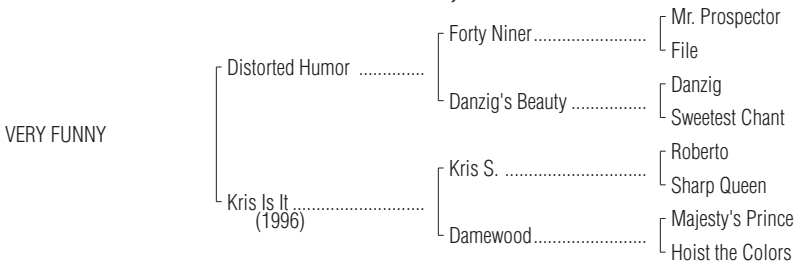 Mr. Prospector
Forty Niner..........................
File
Distorted Humor ...............
Danzig
Danzig's Beauty .................
Sweetest Chant
VERY FUNNY
Roberto
Kris S. ................................
Sharp Queen
Kris Is It ..............................
(1996)
Majesty's Prince
Damewood..........................
Hoist the Colors